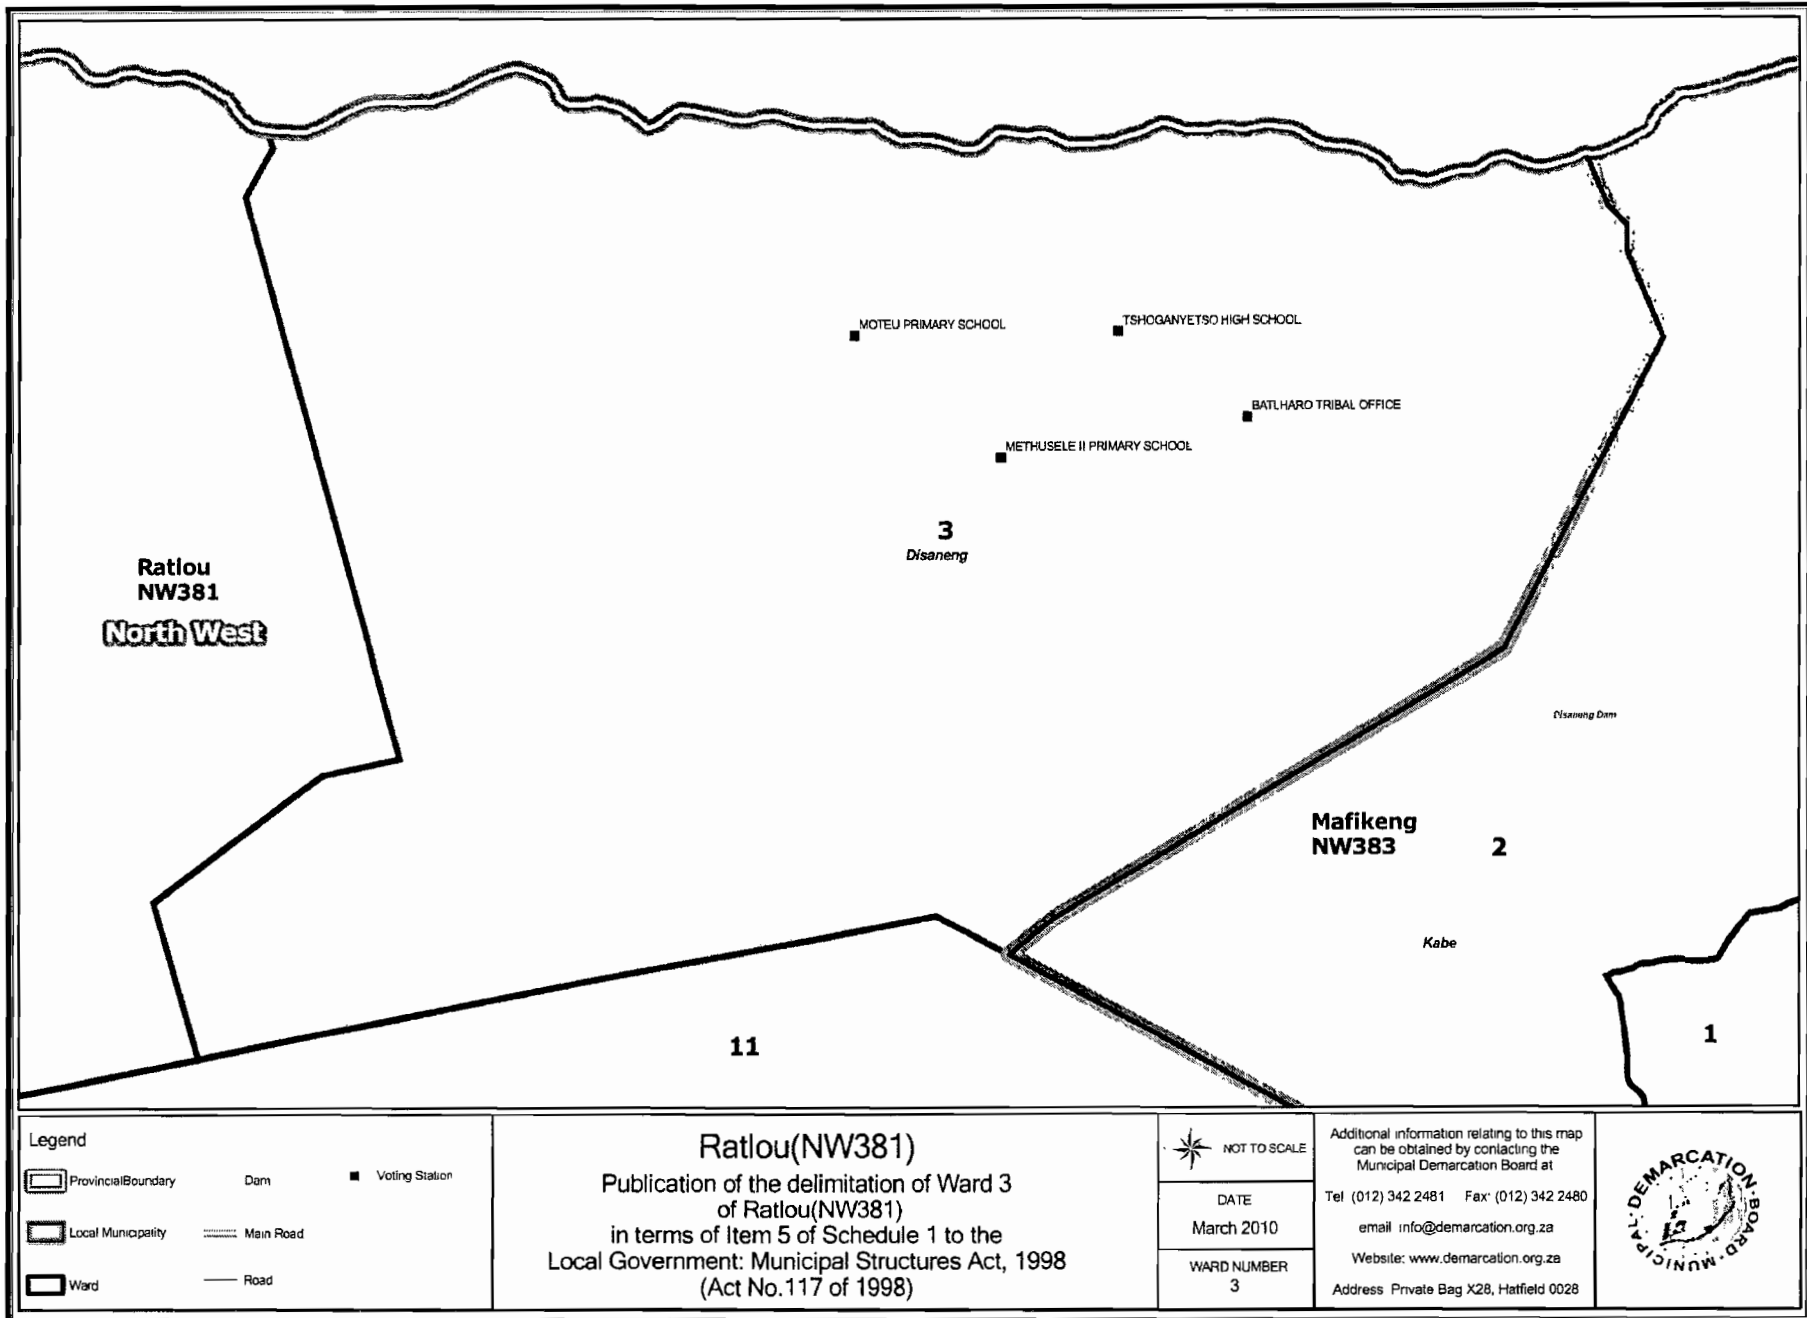 MOTEU PRIMARY SCHOOL
TSHOGANYETSO HIGH SCHOOL
BATLHARO TRIBAL OFFICE
METHUSELE II PRIMARY SCHOOL
3
Disaneng
Ratlou
NW381
North West
Disaneng Dam
Mafikeng
NW383
2
Kabe
11
1
Legend
ProvincialBoundary
Dam
Voting Station
Local Municipality
Main Road
Ward
Road
Ratlou(NW381)
Publication of the delimitation of Ward 3
of Ratlou(NW381)
in terms of Item 5 of Schedule 1 to the
Local Government: Municipal Structures Act, 1998
(Act No.117 of 1998)
NOT TO SCALE
DATE
March 2010
WARD NUMBER
3
Additional information relating to this map
can be obtained by contacting the
Municipal Demarcation Board at
Tel (012) 342 2481 Fax: (012) 342 2480
email info@demarcation.org.za
Website: www.demarcation.org.za
Address Private Bag X28, Hatfield 0028
MUNICIPAL · DEMARCATION · BOARD